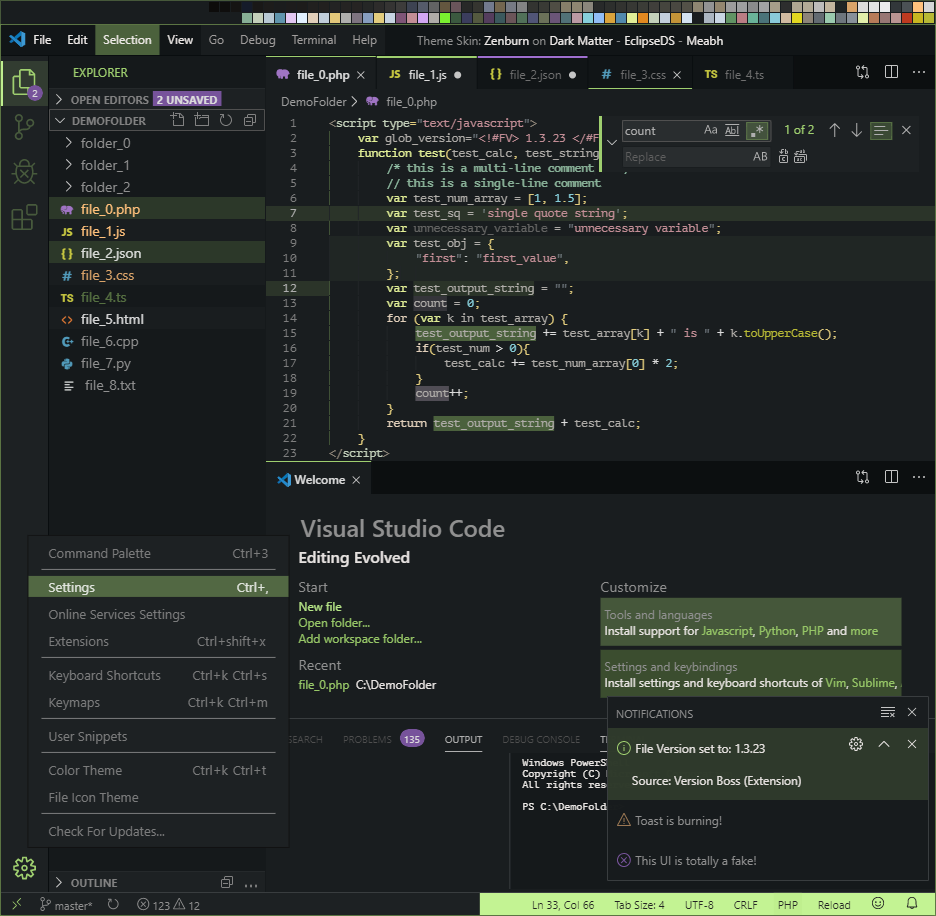 File Edit Selection View Go Debug Terminal Help Theme Skin: Zenburn on Dark Matter - EclipseDS - Meabh
2
EXPLORER
OPEN EDITORS 2 UNSAVED
DEMOFOLDER
folder_0
folder_1
folder_2
file_0.php
file_1.js
file_2.json
file_3.css
TS file_4.ts
file_5.html
file_6.cpp
file_7.py
file_8.txt
file_0.php JS file_1.js {} file_2.json # file_3.css TS file_4.ts
DemoFolder > file_0.php
count Aa Abl .* 1 of 2
Replace AB
1 <script type="text/javascript">
2 var glob_version="<!#FV> 1.3.23 </#F
3 function test(test_calc, test_string
4 /* this is a multi-line comment
5 // this is a single-line comment
6 var test_num_array = [1, 1.5];
7 var test_sq = 'single quote string';
8 var unnecessary_variable = "unnecessary variable";
9 var test_obj = {
10 "first": "first_value",
11 };
12 var test_output_string = "";
13 var count = 0;
14 for (var k in test_array) {
15 test_output_string += test_array[k] + " is " + k.toUpperCase();
16 if(test_num > 0){
17 test_calc += test_num_array[0] * 2;
18 }
19 count++;
20 }
21 return test_output_string + test_calc;
22 }
23 </script>
Welcome
Visual Studio Code
Editing Evolved
Start
New file
Open folder...
Add workspace folder...
Recent
file_0.php C:\DemoFolder
Customize
Tools and languages
Install support for Javascript, Python, PHP and more
Settings and keybindings
Install settings and keyboard shortcuts of Vim, Sublime, .
Command Palette Ctrl+3
Settings Ctrl+,
Online Services Settings
Extensions Ctrl+shift+x
Keyboard Shortcuts Ctrl+k Ctrl+s
Keymaps Ctrl+k Ctrl+m
User Snippets
Color Theme Ctrl+k Ctrl+t
File Icon Theme
Check For Updates...
EARCH PROBLEMS 135 OUTPUT DEBUG CONSOLE T
Windows PowerS
Copyright (C)
All rights rese
PS C:\DemoFold
NOTIFICATIONS
File Version set to: 1.3.23
Source: Version Boss (Extension)
Toast is burning!
This UI is totally a fake!
OUTLINE
master* 123 12 Ln 33, Col 66 Tab Size: 4 UTF-8 CRLF PHP Reload